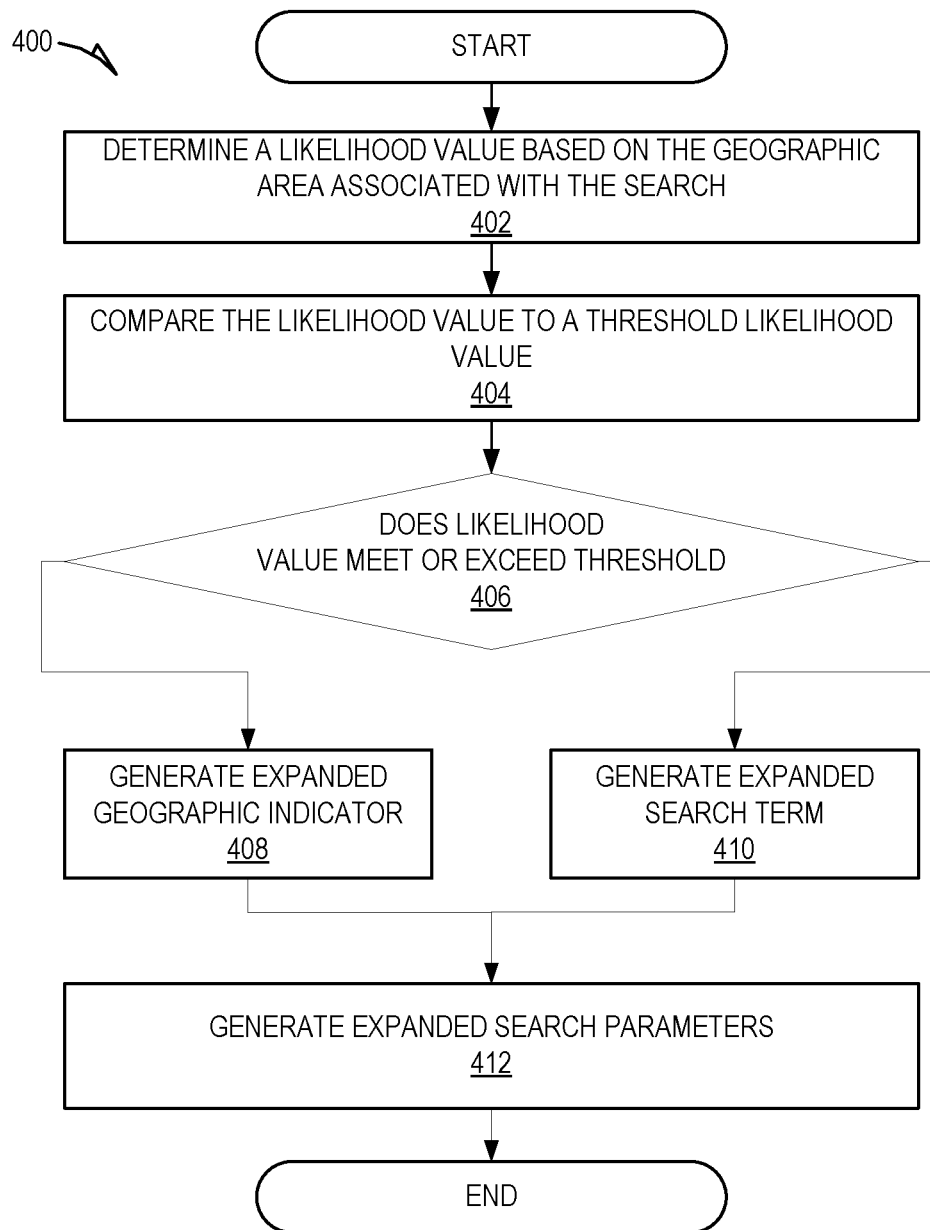 400
START
DETERMINE A LIKELIHOOD VALUE BASED ON THE GEOGRAPHIC
AREA ASSOCIATED WITH THE SEARCH
402
COMPARE THE LIKELIHOOD VALUE TO A THRESHOLD LIKELIHOOD
VALUE
404
DOES LIKELIHOOD
VALUE MEET OR EXCEED THRESHOLD
406
GENERATE EXPANDED
GEOGRAPHIC INDICATOR
408
GENERATE EXPANDED
SEARCH TERM
410
GENERATE EXPANDED SEARCH PARAMETERS
412
END